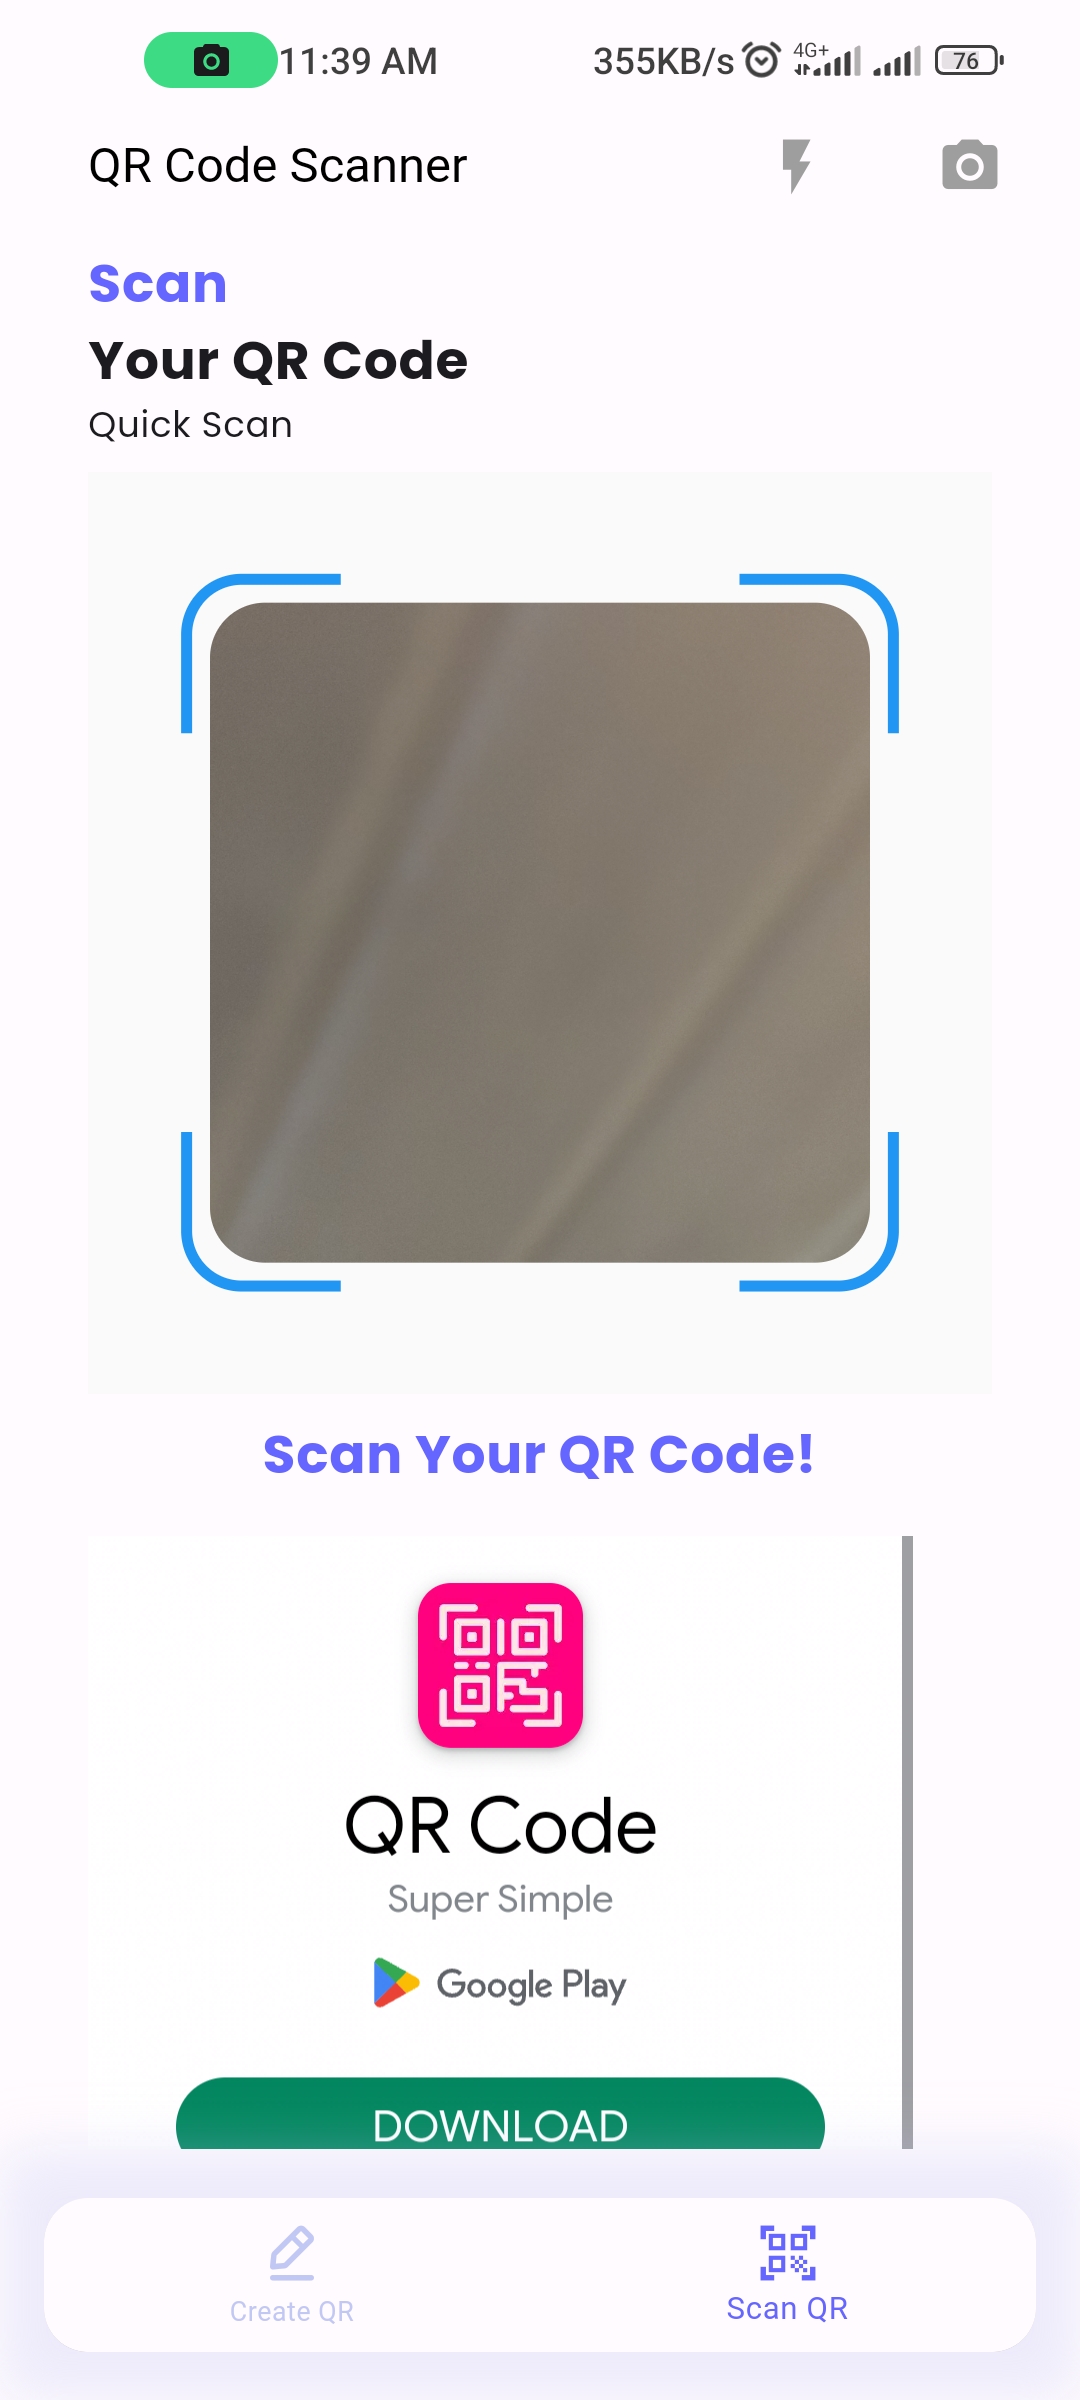 11:39 AM 355KB/s 4G+ 76
QR Code Scanner
Scan
Your QR Code
Quick Scan
Scan Your QR Code!
QR Code
Super Simple
Google Play
DOWNLOAD
Create QR
Scan QR